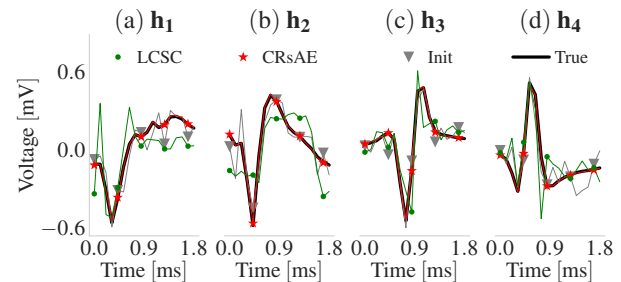 (a) h1 (b) h2 (c) h3 (d) h4
LCSC CRsAE Init True
Voltage [mV]
0.6
0.0
−0.6
0.0 0.9 1.8 0.0 0.9 1.8 0.0 0.9 1.8 0.0 0.9 1.8
Time [ms] Time [ms] Time [ms] Time [ms]